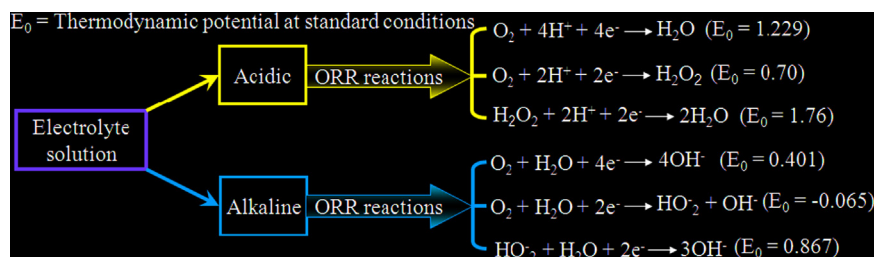 E₀ = Thermodynamic potential at standard conditions
Electrolyte
solution
Acidic
ORR reactions
O₂ + 4H⁺ + 4e⁻ ⟶ H₂O (E₀ = 1.229)
O₂ + 2H⁺ + 2e⁻ ⟶ H₂O₂ (E₀ = 0.70)
H₂O₂ + 2H⁺ + 2e⁻ ⟶ 2H₂O (E₀ = 1.76)
Alkaline
ORR reactions
O₂ + H₂O + 4e⁻ ⟶ 4OH⁻ (E₀ = 0.401)
O₂ + H₂O + 2e⁻ ⟶ HO⁻₂ + OH⁻ (E₀ = -0.065)
HO⁻₂ + H₂O + 2e⁻ ⟶ 3OH⁻ (E₀ = 0.867)